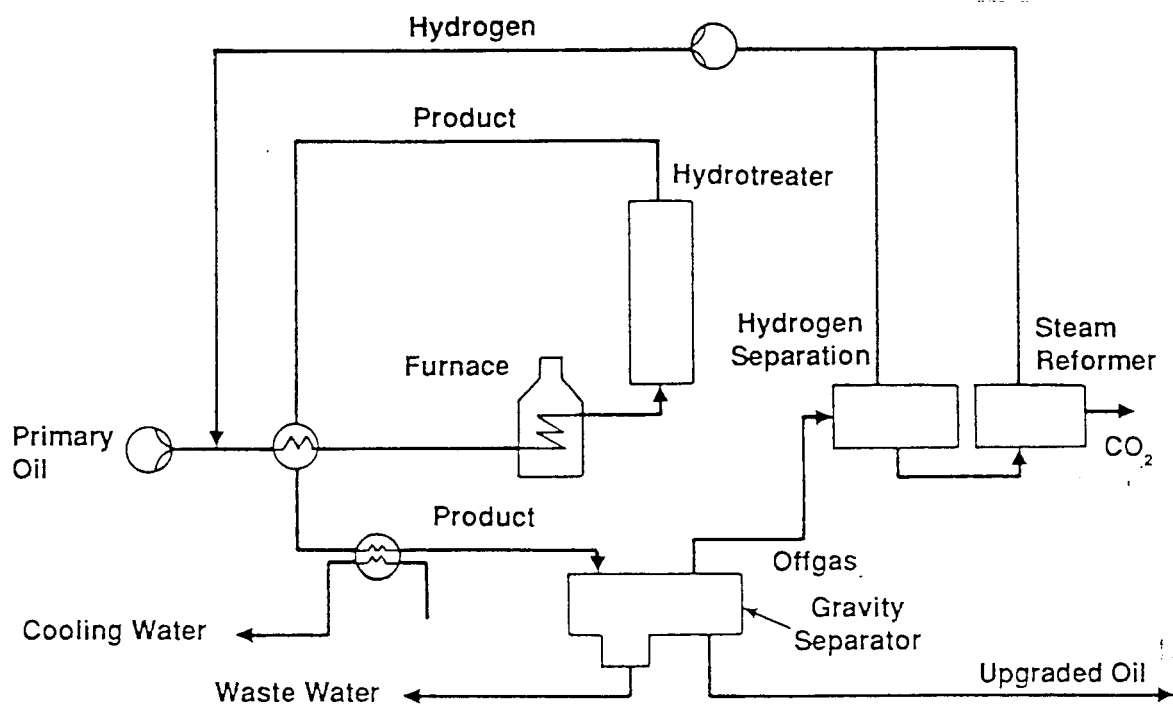 Hydrogen
Product
Hydrotreater
Hydrogen
Separation
Steam
Reformer
Furnace
Primary
Oil
CO₂
Product
Offgas
Gravity
Separator
Cooling Water
Upgraded Oil
Waste Water